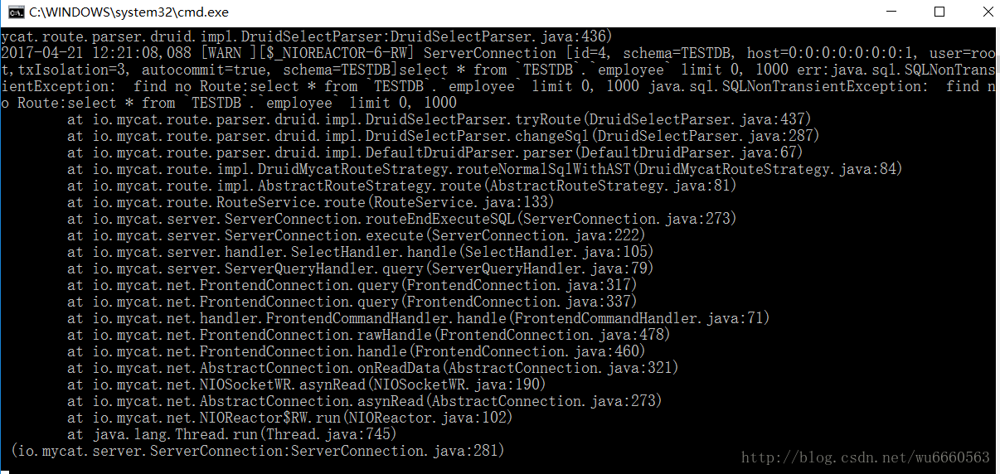 C:\WINDOWS\system32\cmd.exe
ycat.route.parser.druid.impl.DruidSelectParser:DruidSelectParser.java:436)
2017-04-21 12:21:08,088 [WARN ][$_NIOREACTOR-6-RW] ServerConnection [id=4, schema=TESTDB, host=0:0:0:0:0:0:0:1, user=roo
t,txIsolation=3, autocommit=true, schema=TESTDB]select * from `TESTDB`.`employee` limit 0, 1000 err:java.sql.SQLNonTrans
ientException:  find no Route:select * from `TESTDB`.`employee` limit 0, 1000 java.sql.SQLNonTransientException:  find n
o Route:select * from `TESTDB`.`employee` limit 0, 1000
at io.mycat.route.parser.druid.impl.DruidSelectParser.tryRoute(DruidSelectParser.java:437)
at io.mycat.route.parser.druid.impl.DruidSelectParser.changeSql(DruidSelectParser.java:287)
at io.mycat.route.parser.druid.impl.DefaultDruidParser.parser(DefaultDruidParser.java:67)
at io.mycat.route.impl.DruidMycatRouteStrategy.routeNormalSqlWithAST(DruidMycatRouteStrategy.java:84)
at io.mycat.route.impl.AbstractRouteStrategy.route(AbstractRouteStrategy.java:81)
at io.mycat.route.RouteService.route(RouteService.java:133)
at io.mycat.server.ServerConnection.routeEndExecuteSQL(ServerConnection.java:273)
at io.mycat.server.ServerConnection.execute(ServerConnection.java:222)
at io.mycat.server.handler.SelectHandler.handle(SelectHandler.java:105)
at io.mycat.server.ServerQueryHandler.query(ServerQueryHandler.java:79)
at io.mycat.net.FrontendConnection.query(FrontendConnection.java:317)
at io.mycat.net.FrontendConnection.query(FrontendConnection.java:337)
at io.mycat.net.handler.FrontendCommandHandler.handle(FrontendCommandHandler.java:71)
at io.mycat.net.FrontendConnection.rawHandle(FrontendConnection.java:478)
at io.mycat.net.FrontendConnection.handle(FrontendConnection.java:460)
at io.mycat.net.AbstractConnection.onReadData(AbstractConnection.java:321)
at io.mycat.net.NIOSocketWR.asynRead(NIOSocketWR.java:190)
at io.mycat.net.AbstractConnection.asynRead(AbstractConnection.java:273)
at io.mycat.net.NIOReactor$RW.run(NIOReactor.java:102)
at java.lang.Thread.run(Thread.java:745)
(io.mycat.server.ServerConnection:ServerConnection.java:281)
http://blog.csdn.net/wu6660563